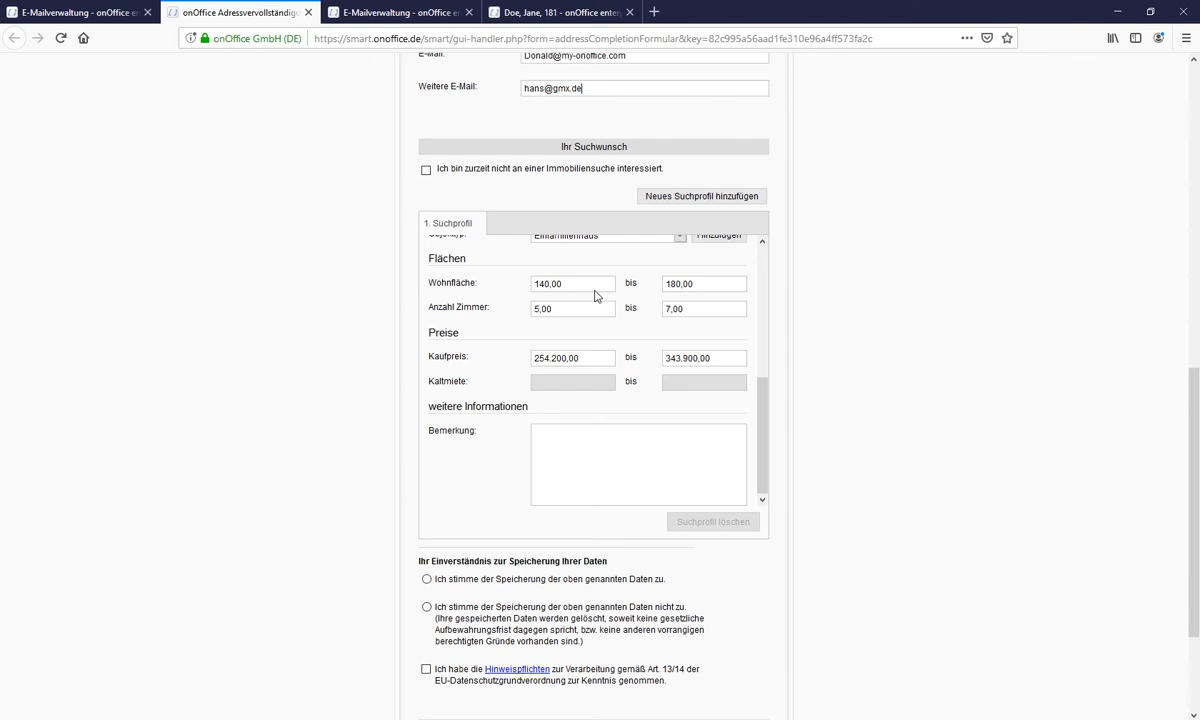 E-Mailverwaltung - onOffice en
onOffice Adressvervollständig
E-Mailverwaltung - onOffice en
Doe, Jane, 181 - onOffice enter
onOffice GmbH (DE)
https://smart.onoffice.de/smart/gui-handler.php?form=addressCompletionFormular&key=82c995a56aad1fe310e96a4ff573fa2c
E-Mail:
Donald@my-onoffice.com
Weitere E-Mail:
hans@gmx.de
Ihr Suchwunsch
Ich bin zurzeit nicht an einer Immobiliensuche interessiert.
Neues Suchprofil hinzufügen
1. Suchprofil
Objekttyp:
Einfamilienhaus
Hinzufügen
Flächen
Wohnfläche:
140,00
bis
180,00
Anzahl Zimmer:
5,00
bis
7,00
Preise
Kaufpreis:
254.200,00
bis
343.900,00
Kaltmiete:
bis
weitere Informationen
Bemerkung:
Suchprofil löschen
Ihr Einverständnis zur Speicherung Ihrer Daten
Ich stimme der Speicherung der oben genannten Daten zu.
Ich stimme der Speicherung der oben genannten Daten nicht zu.
(Ihre gespeicherten Daten werden gelöscht, soweit keine gesetzliche
Aufbewahrungsfrist dagegen spricht, bzw. keine anderen vorrangigen
berechtigten Gründe vorhanden sind.)
Ich habe die Hinweispflichten zur Verarbeitung gemäß Art. 13/14 der
EU-Datenschutzgrundverordnung zur Kenntnis genommen.